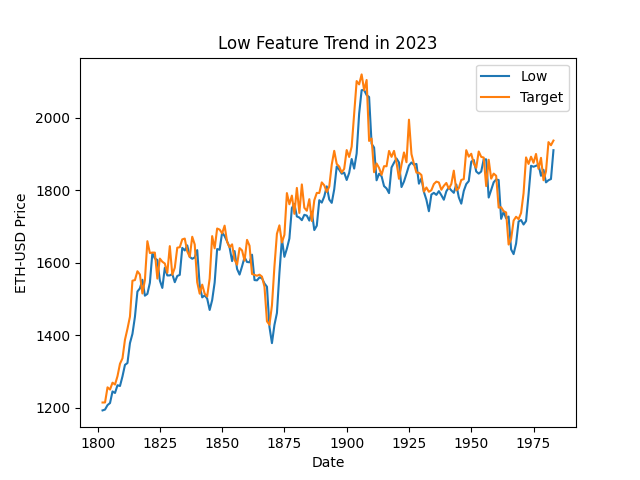 Low Feature Trend in 2023
Low
Target
ETH-USD Price
2000
1800
1600
1400
1200
1800 1825 1850 1875 1900 1925 1950 1975
Date